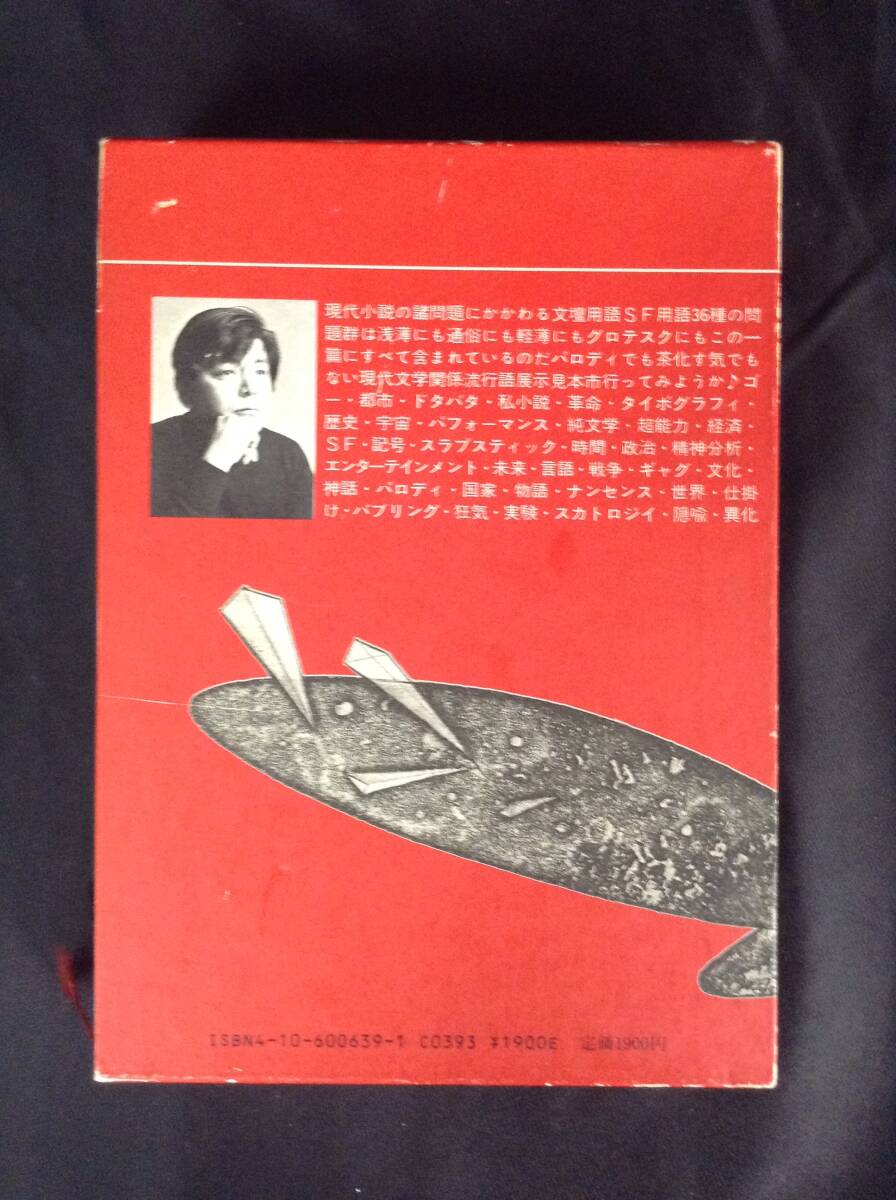 現代小説の諸問題にかかわる文壇用語SF用語36種の問
題群は浅薄にも通俗にも軽薄にもグロテスクにもこの一
篇にすべて含まれているのだパロディでも茶化す気でも
ない現代文学関係流行語展示見本市行ってみようか♪ゴ
ー・都市・ドタバタ・私小説・革命・タイポグラフィ・
歴史・宇宙・パフォーマンス・純文学・超能力・経済・
SF・記号・スラプスティック・時間・政治・精神分析・
エンターテインメント・未来・言語・戦争・ギャグ・文化・
神話・パロディ・国家・物語・ナンセンス・世界・仕掛
け・パブリング・狂気・実験・スカトロジイ・隠喩・異化
ISBN4-10-600639-1 C0393 ¥1900E 定価1900円